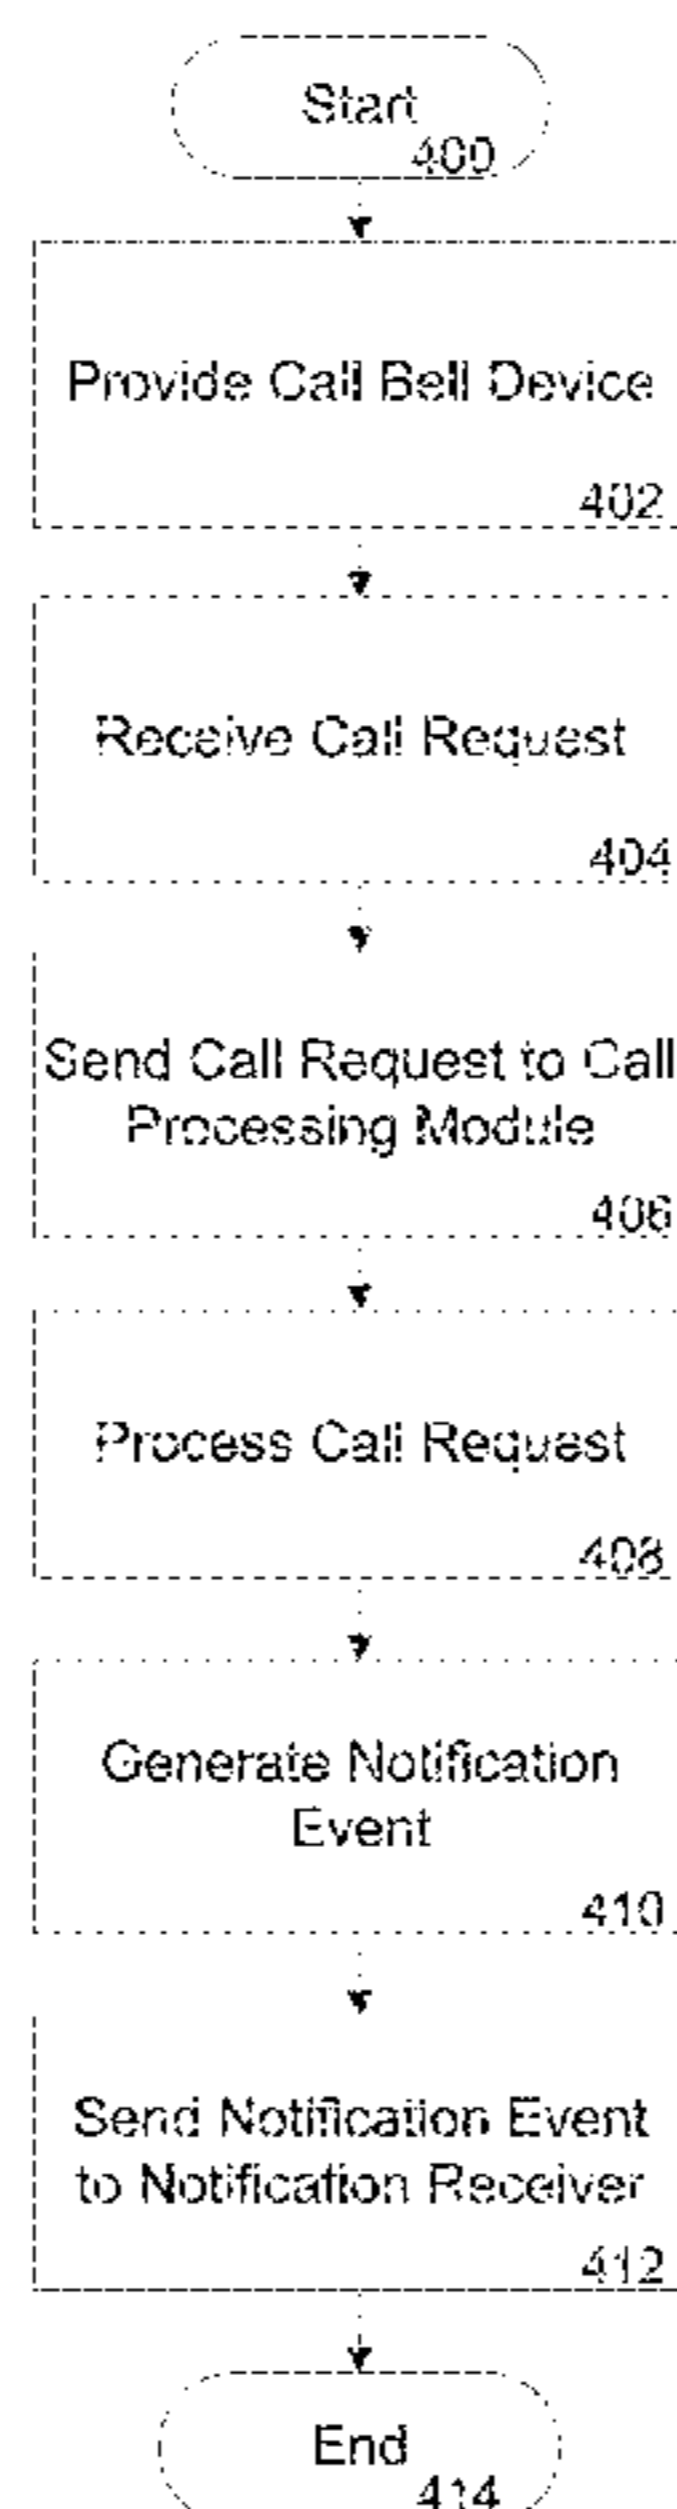 Start
400
Provide Call Bell Device
402
Receive Call Request
404
Send Call Request to Call
Processing Module
406
Process Call Request
408
Generate Notification
Event
410
Send Notification Event
to Notification Receiver
412
End
414